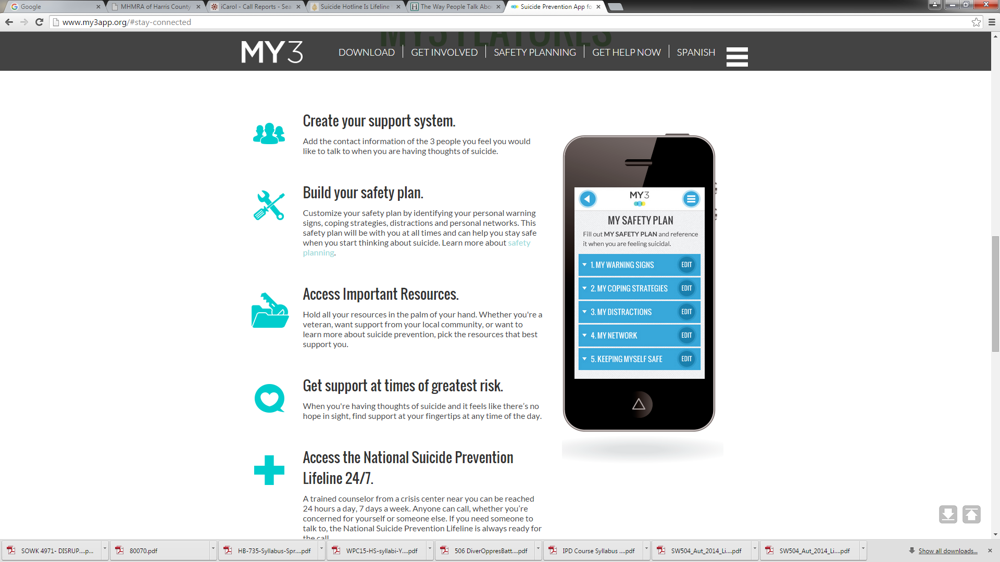 Google
MHMRA of Harris County
iCarol - Call Reports - Sea
Suicide Hotline Is Lifeline
The Way People Talk Abo
Suicide Prevention App fo
www.my3app.org/#stay-connected
MY3 FEATURES
MY3
DOWNLOAD
GET INVOLVED
SAFETY PLANNING
GET HELP NOW
SPANISH
Create your support system.
Add the contact information of the 3 people you feel you would
like to talk to when you are having thoughts of suicide.
Build your safety plan.
Customize your safety plan by identifying your personal warning
signs, coping strategies, distractions and personal networks. This
safety plan will be with you at all times and can help you stay safe
when you start thinking about suicide. Learn more about safety
planning.
Access Important Resources.
Hold all your resources in the palm of your hand. Whether you're a
veteran, want support from your local community, or want to
learn more about suicide prevention, pick the resources that best
support you.
Get support at times of greatest risk.
When you're having thoughts of suicide and it feels like there's no
hope in sight, find support at your fingertips at any time of the day.
Access the National Suicide Prevention
Lifeline 24/7.
A trained counselor from a crisis center near you can be reached
24 hours a day, 7 days a week. Anyone can call, whether you’re
concerned for yourself or someone else. If you need someone to
talk to, the National Suicide Prevention Lifeline is always ready for
the call
MY3
MY SAFETY PLAN
Fill out MY SAFETY PLAN and reference
it when you are feeling suicidal.
1. MY WARNING SIGNS EDIT
2. MY COPING STRATEGIES EDIT
3. MY DISTRACTIONS EDIT
4. MY NETWORK EDIT
5. KEEPING MYSELF SAFE EDIT
SOWK 4971- DISRUP....p...
80070.pdf
HB-735-Syllabus-Spr....pdf
WPC15-HS-syllabi-Y....pdf
506 DiverOppresBatt....pdf
IPD Course Syllabus ....pdf
SW504_Aut_2014_Li....pdf
SW504_Aut_2014_Li....pdf
Show all downloads...